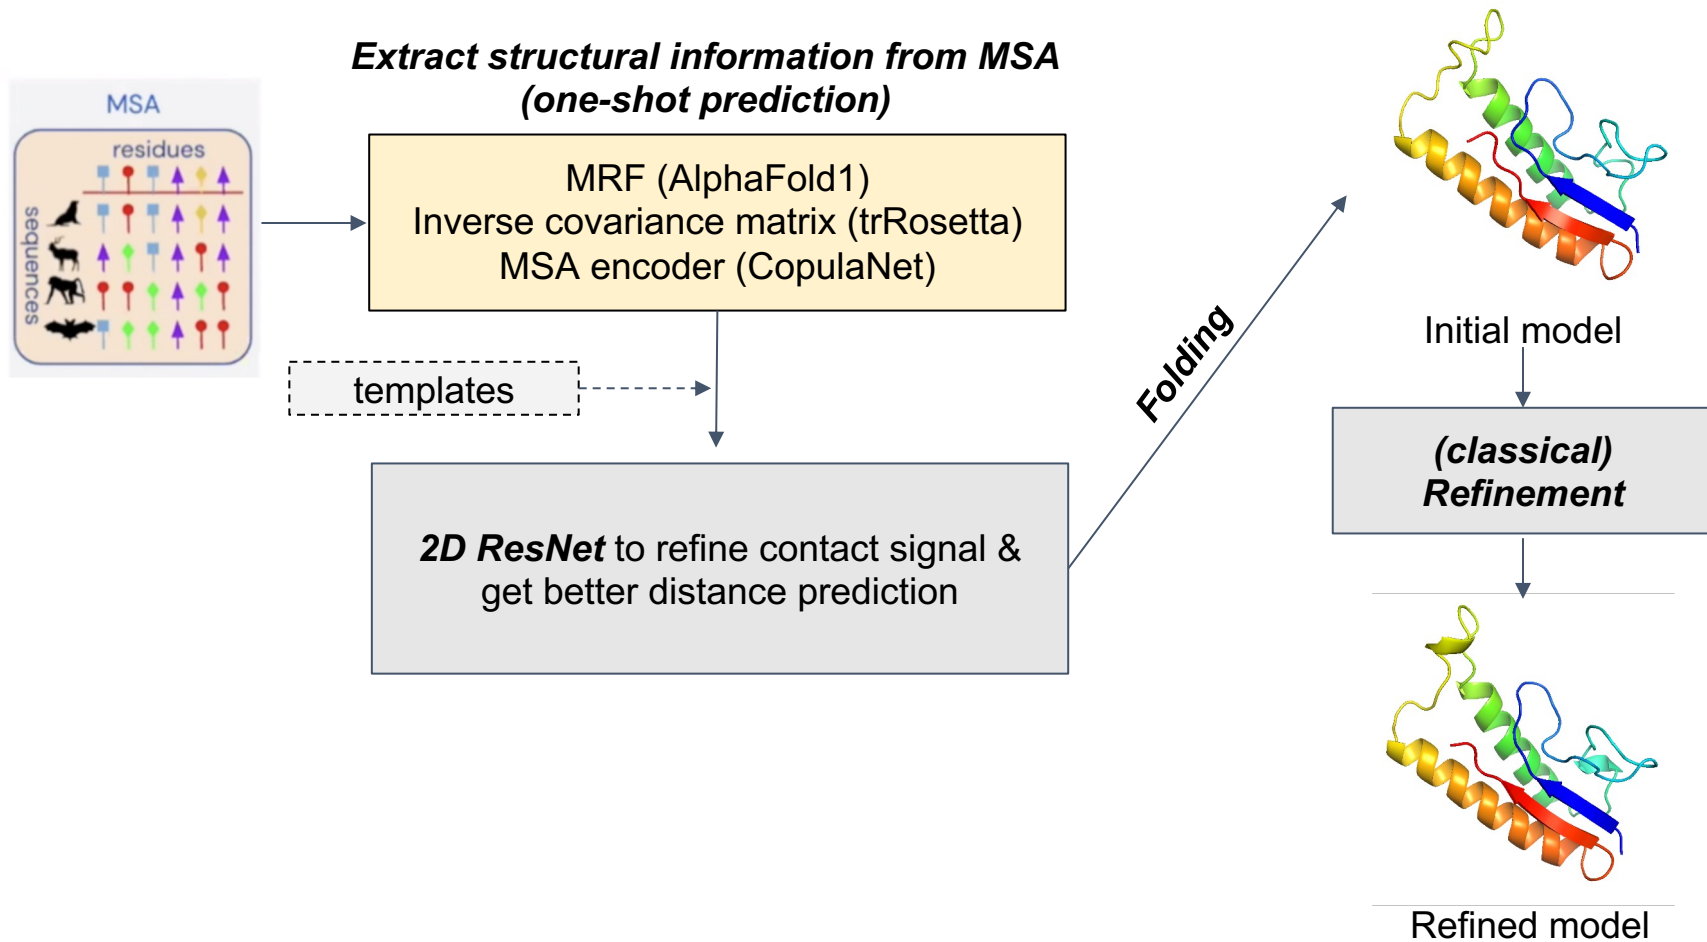 Extract structural information from MSA
(one-shot prediction)
MSA
residues
sequences
MRF (AlphaFold1)
Inverse covariance matrix (trRosetta)
MSA encoder (CopulaNet)
templates
2D ResNet to refine contact signal &
get better distance prediction
Folding
Initial model
(classical)
Refinement
Refined model